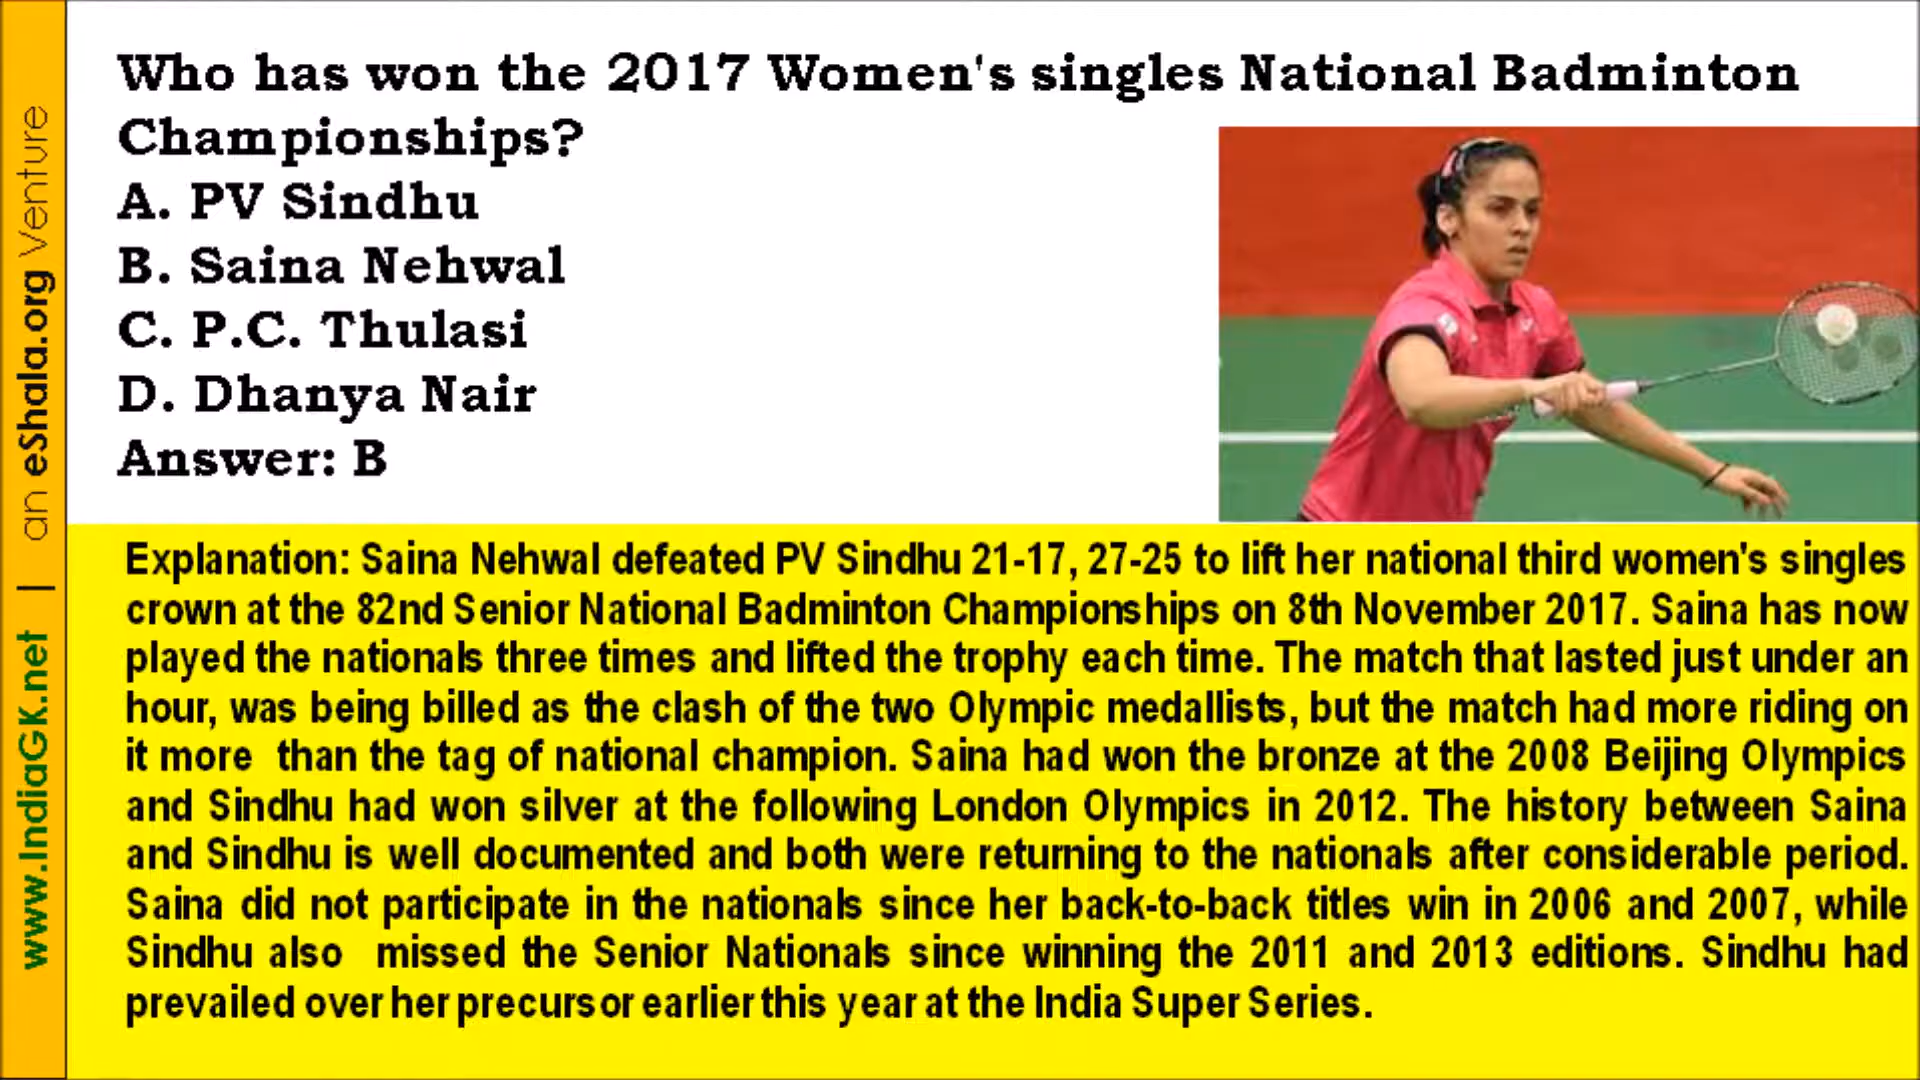 Who has won the 2017 Women's singles National Badminton
Championships?
A. PV Sindhu
B. Saina Nehwal
C. P.C. Thulasi
D. Dhanya Nair
Answer: B
Explanation: Saina Nehwal defeated PV Sindhu 21-17, 27-25 to lift her national third women's singles
crown at the 82nd Senior National Badminton Championships on 8th November 2017. Saina has now
played the nationals three times and lifted the trophy each time. The match that lasted just under an
hour, was being billed as the clash of the two Olympic medallists, but the match had more riding on
it more than the tag of national champion. Saina had won the bronze at the 2008 Beijing Olympics
and Sindhu had won silver at the following London Olympics in 2012. The history between Saina
and Sindhu is well documented and both were returning to the nationals after considerable period.
Saina did not participate in the nationals since her back-to-back titles win in 2006 and 2007, while
Sindhu also missed the Senior Nationals since winning the 2011 and 2013 editions. Sindhu had
prevailed over her precursor earlier this year at the India Super Series.
www.IndiaGK.net | an eShala.org Venture